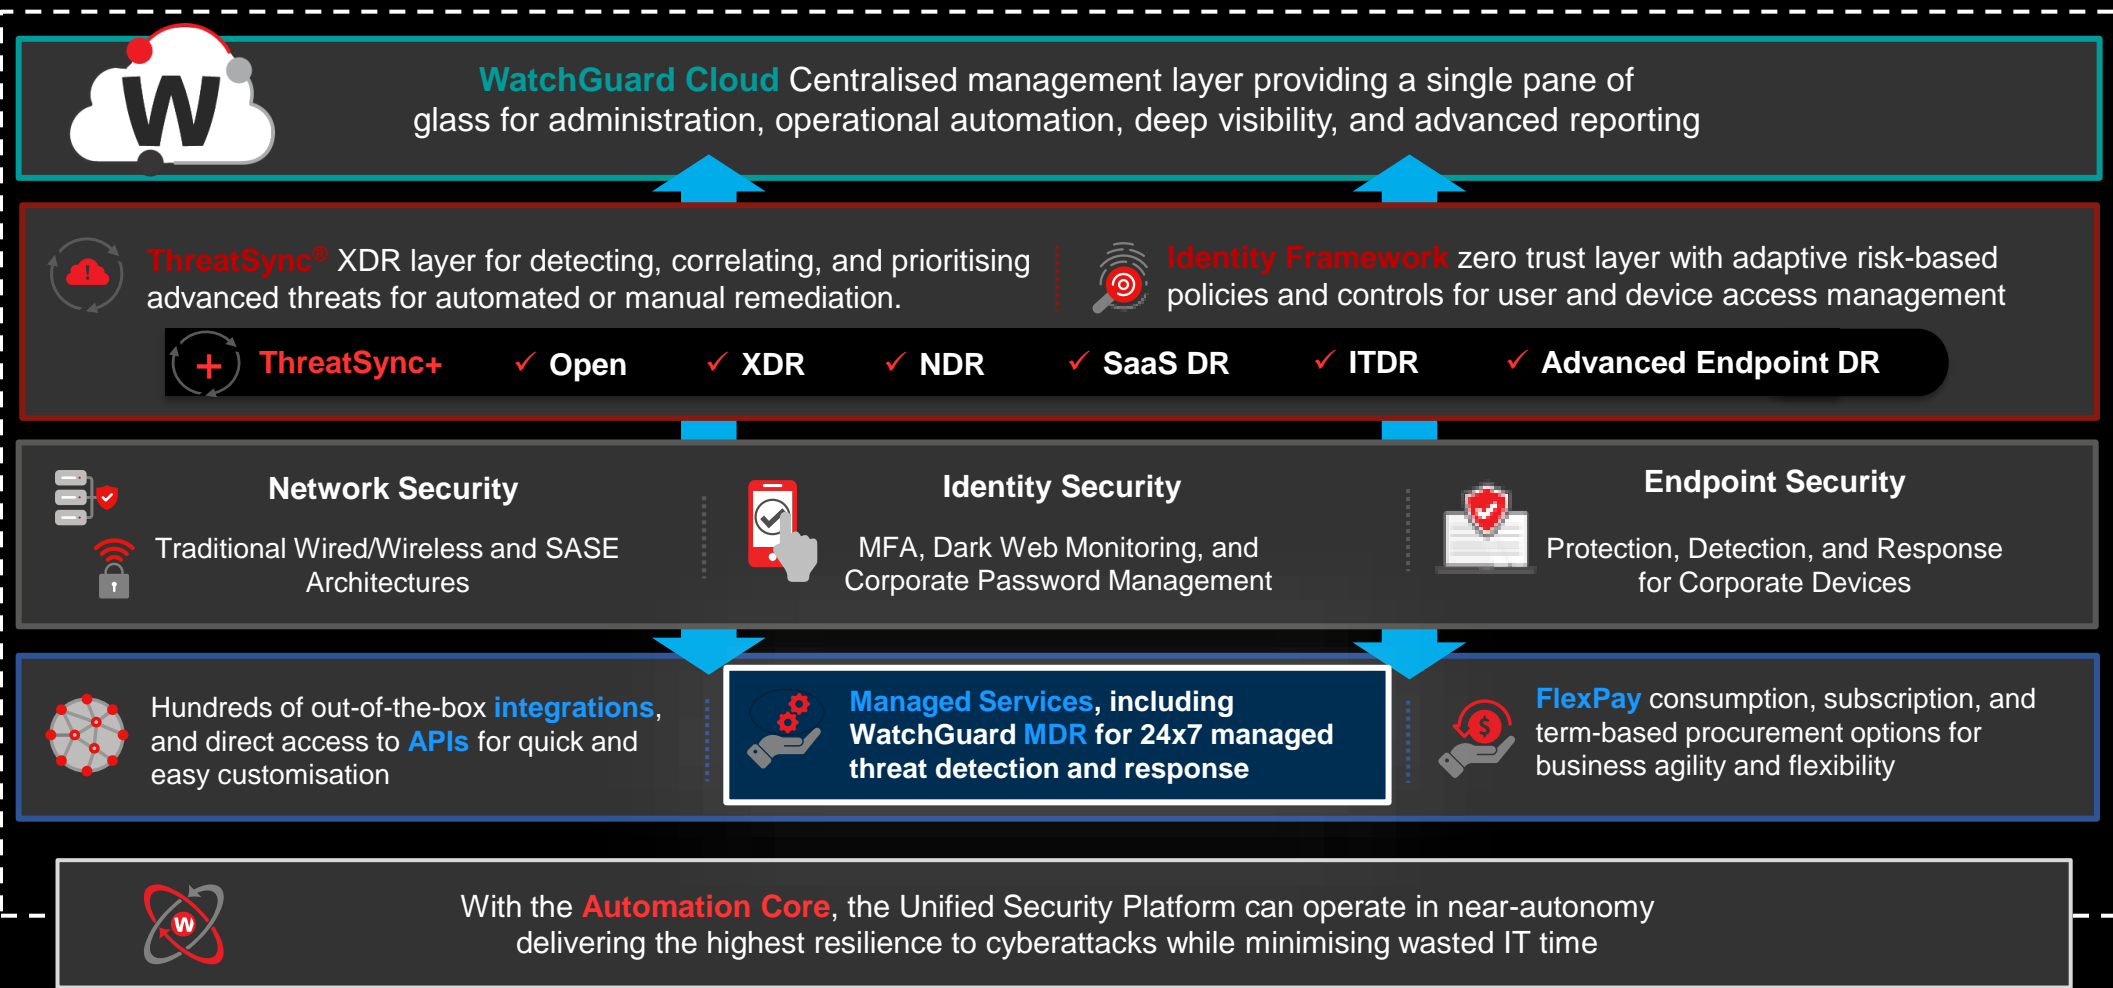 W
WatchGuard Cloud Centralised management layer providing a single pane of
glass for administration, operational automation, deep visibility, and advanced reporting
ThreatSync® XDR layer for detecting, correlating, and prioritising
advanced threats for automated or manual remediation.
Identity Framework zero trust layer with adaptive risk-based
policies and controls for user and device access management
ThreatSync+ ✓ Open ✓ XDR ✓ NDR ✓ SaaS DR ✓ ITDR ✓ Advanced Endpoint DR
Network Security
Traditional Wired/Wireless and SASE
Architectures
Identity Security
MFA, Dark Web Monitoring, and
Corporate Password Management
Endpoint Security
Protection, Detection, and Response
for Corporate Devices
Hundreds of out-of-the-box integrations,
and direct access to APIs for quick and
easy customisation
Managed Services, including
WatchGuard MDR for 24x7 managed
threat detection and response
FlexPay consumption, subscription, and
term-based procurement options for
business agility and flexibility
W
With the Automation Core, the Unified Security Platform can operate in near-autonomy
delivering the highest resilience to cyberattacks while minimising wasted IT time